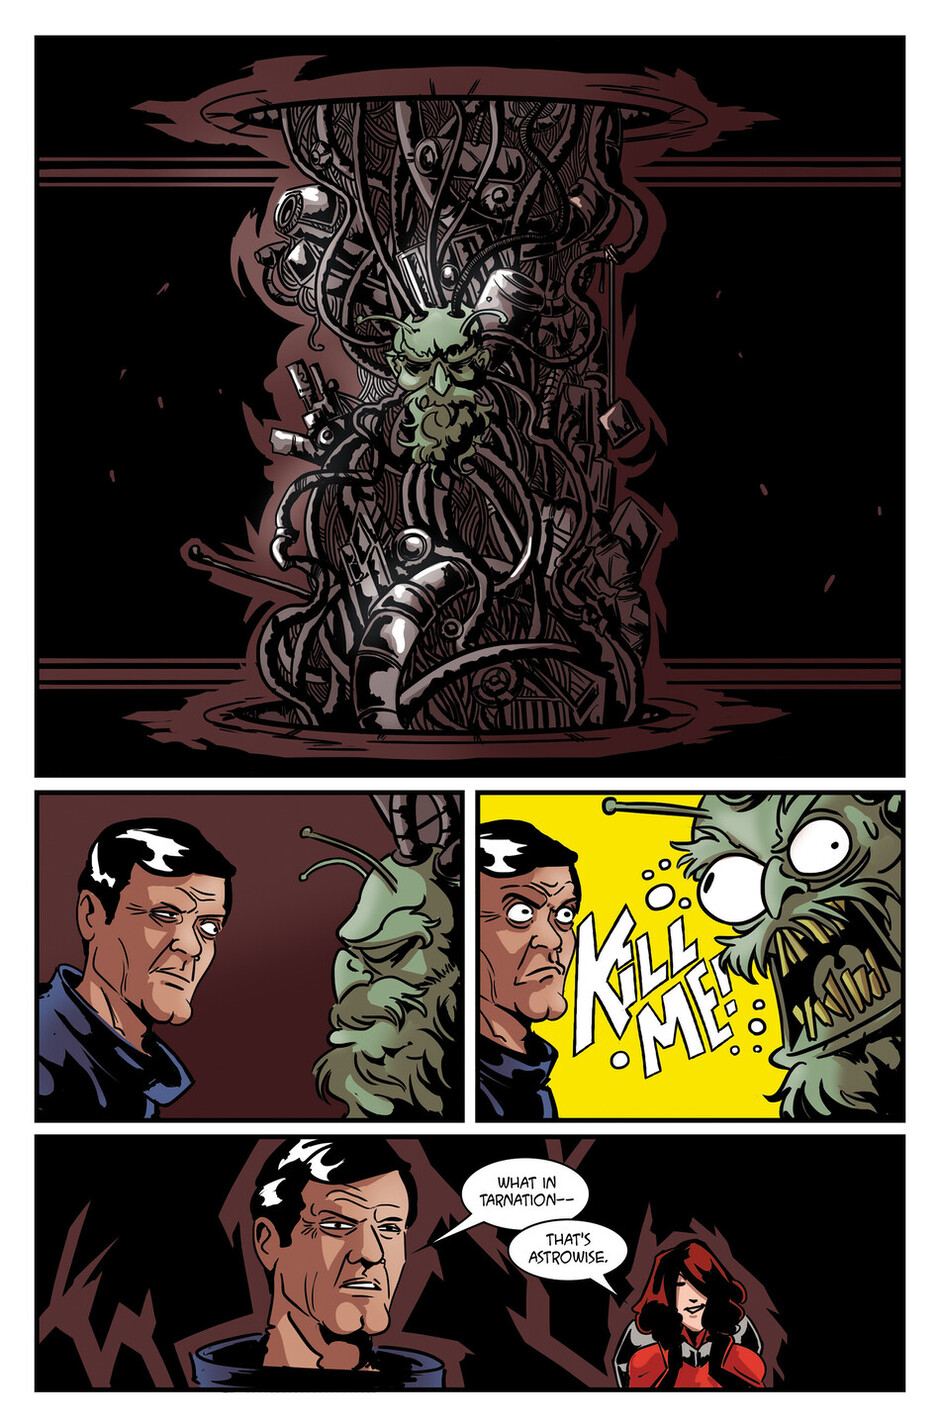 KILL
ME!
WHAT IN
TARNATION--
THAT'S
ASTROWISE.